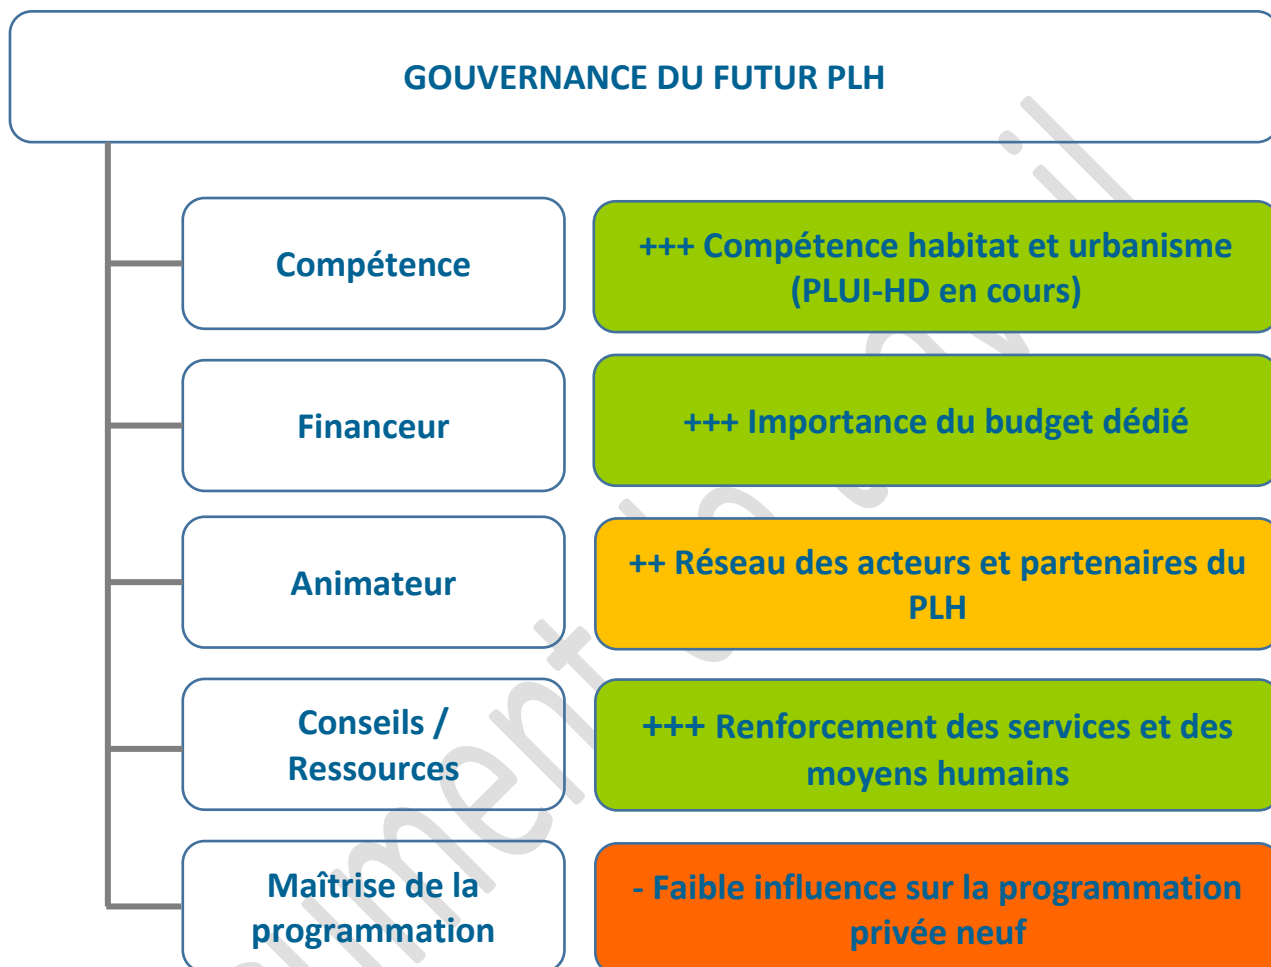 GOUVERNANCE DU FUTUR PLH
Compétence
+++ Compétence habitat et urbanisme
(PLUI-HD en cours)
Financeur
+++ Importance du budget dédié
Animateur
++ Réseau des acteurs et partenaires du
PLH
Conseils /
Ressources
+++ Renforcement des services et des
moyens humains
Maîtrise de la
programmation
- Faible influence sur la programmation
privée neuf